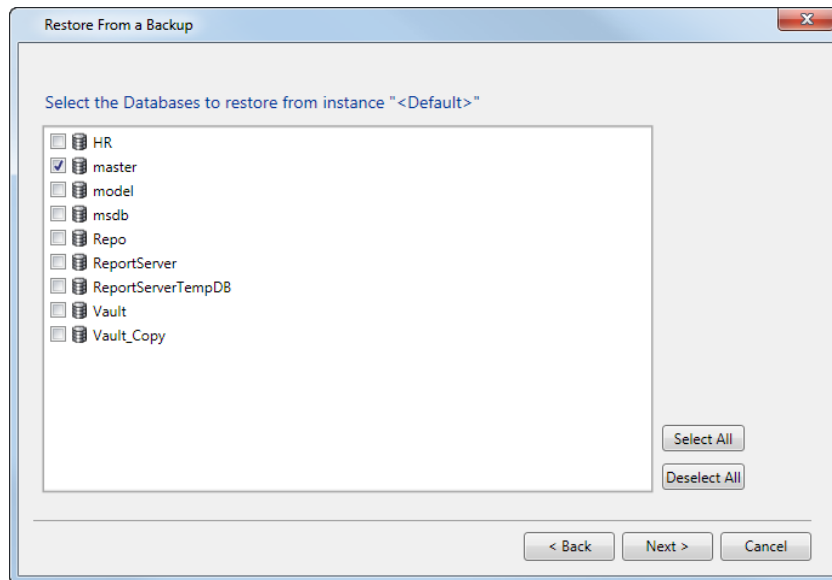 Restore From a Backup
Select the Databases to restore from instance "<Default>"
HR
master
model
msdb
Repo
ReportServer
ReportServerTempDB
Vault
Vault_Copy
Select All
Deselect All
< Back
Next >
Cancel